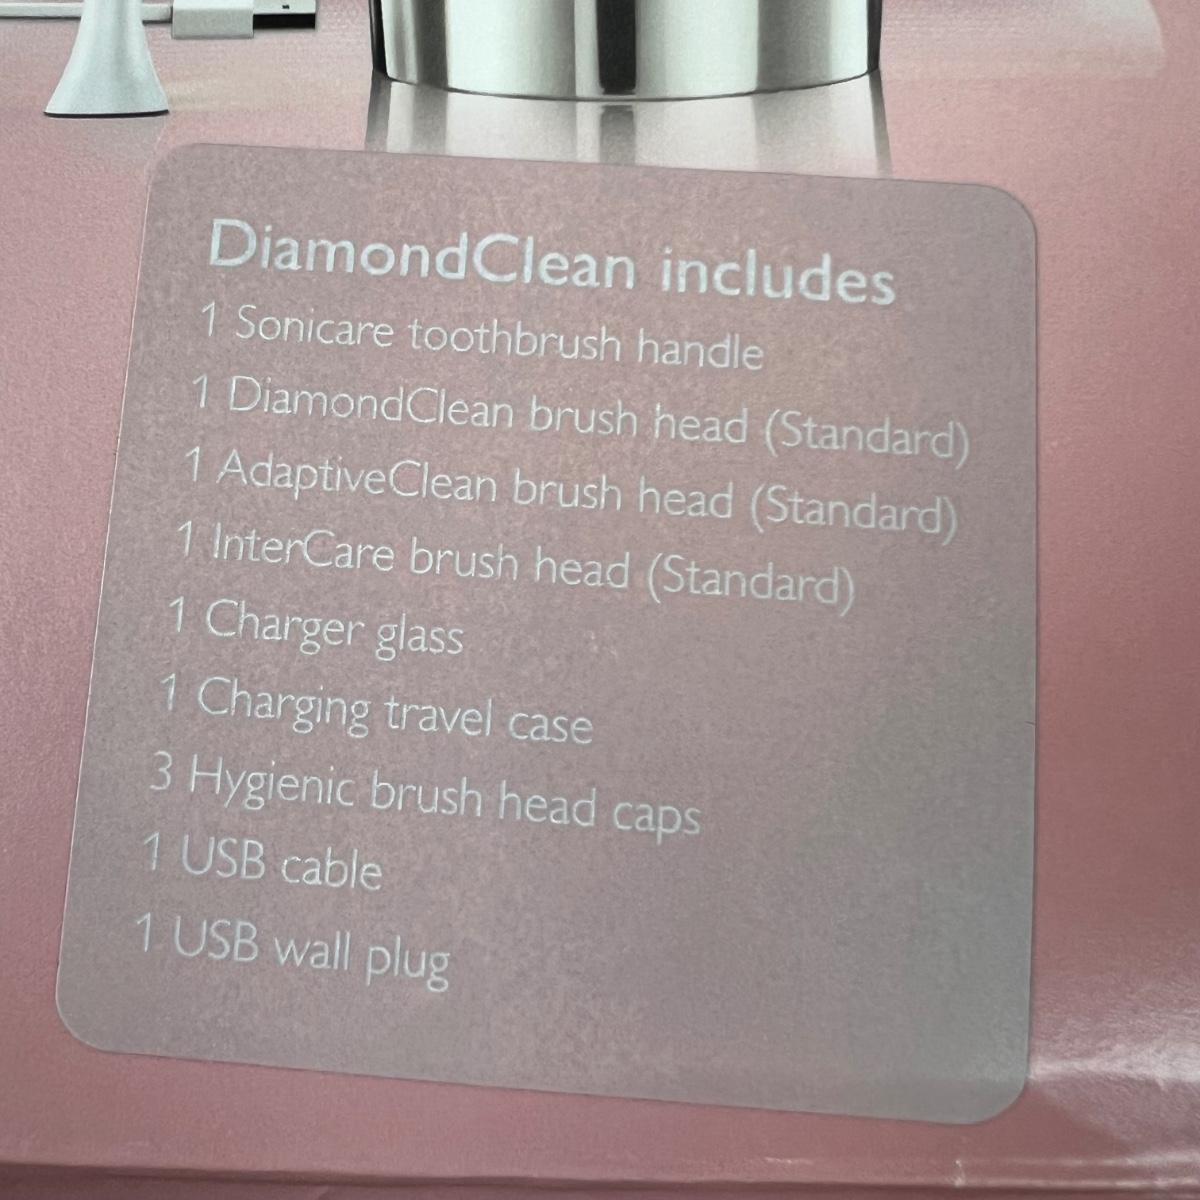 DiamondClean includes
1 Sonicare toothbrush handle
1 DiamondClean brush head (Standard)
1 AdaptiveClean brush head (Standard)
1 InterCare brush head (Standard)
1 Charger glass
1 Charging travel case
3 Hygienic brush head caps
1 USB cable
1 USB wall plug